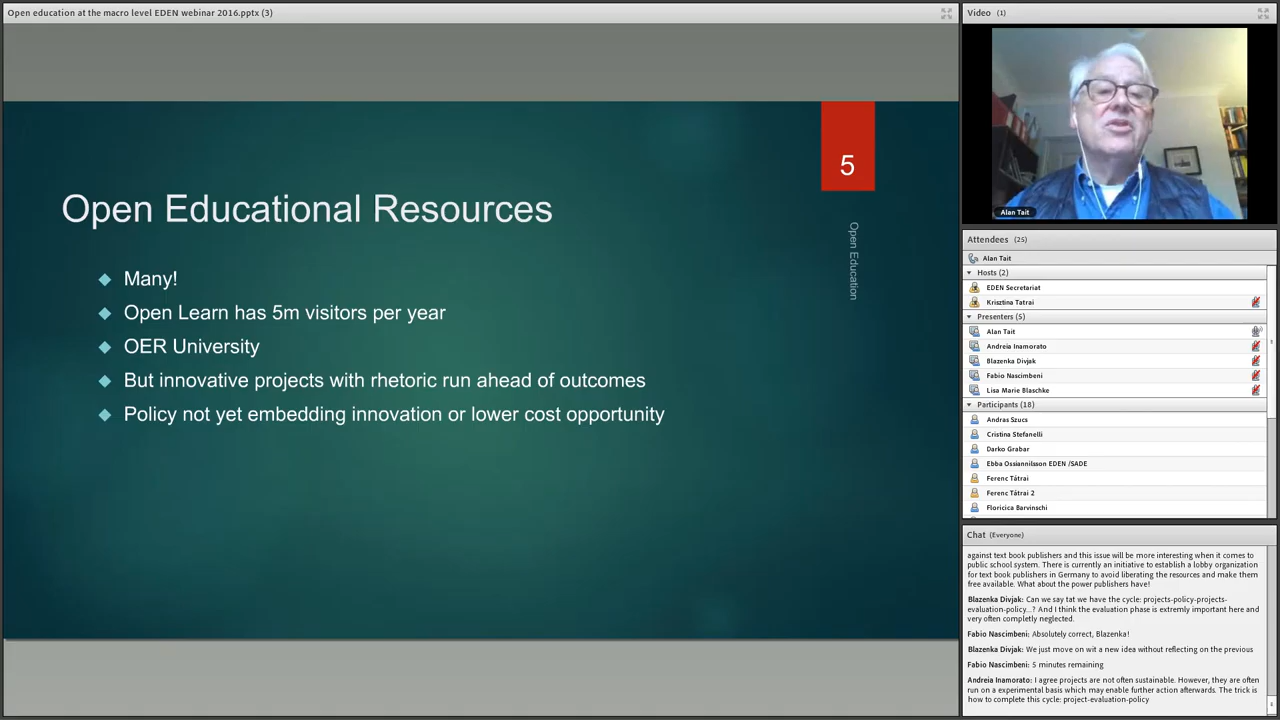 Open education at the macro level EDEN webinar 2016.pptx (3)
5
Open Education
Open Educational Resources
Many!
Open Learn has 5m visitors per year
OER University
But innovative projects with rhetoric run ahead of outcomes
Policy not yet embedding innovation or lower cost opportunity
Video (1)
Alan Tait
Attendees (25)
Alan Tait
Hosts (2)
EDEN Secretariat
Krisztina Tatrai
Presenters (5)
Alan Tait
Andreia Inamorato
Blazenka Divjak
Fabio Nascimbeni
Lisa Marie Blaschke
Participants (18)
Andras Szucs
Cristina Stefanelli
Darko Grabar
Ebba Ossiannilsson EDEN /SADE
Ferenc Tátrai
Ferenc Tátrai 2
Floricica Barvinschi
Chat (Everyone)
against text book publishers and this issue will be more interesting when it comes to
public school system. There is currently an initiative to establish a lobby organization
for text book publishers in Germany to avoid liberating the resources and make them
free available. What about the power publishers have!
Blazenka Divjak: Can we say tat we have the cycle: projects-policy-projects-
evaluation-policy...? And I think the evaluation phase is extremly important here and
very often completly neglected.
Fabio Nascimbeni: Absolutely correct, Blazenka!
Blazenka Divjak: We just move on wit a new idea without reflecting on the previous
Fabio Nascimbeni: 5 minutes remaining
Andreia Inamorato: I agree projects are not often sustainable. However, they are often
run on a experimental basis which may enable further action afterwards. The trick is
how to complete this cycle: project-evaluation-policy